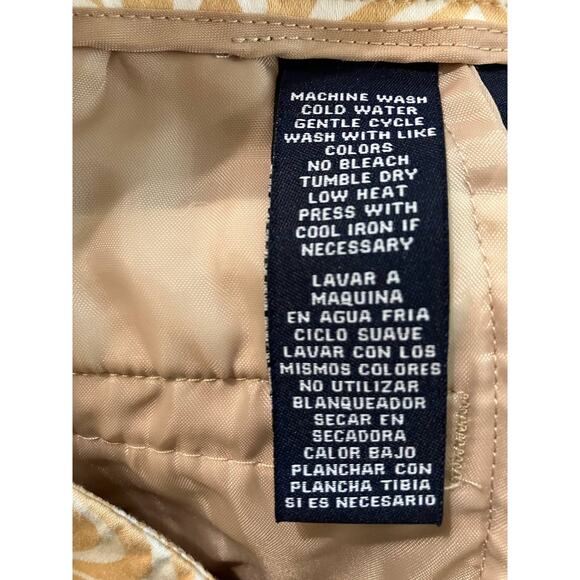 MACHINE WASH
COLD WATER
GENTLE CYCLE
WASH WITH LIKE
COLORS
NO BLEACH
TUMBLE DRY
LOW HEAT
PRESS WITH
COOL IRON IF
NECESSARY
LAVAR A
MAQUINA
EN AGUA FRIA
CICLO SUAVE
LAVAR CON LOS
MISMOS COLORES
NO UTILIZAR
BLANQUEADOR
SECAR EN
SECADORA
CALOR BAJO
PLANCHAR CON
PLANCHA TIBIA
SI ES NECESARIO